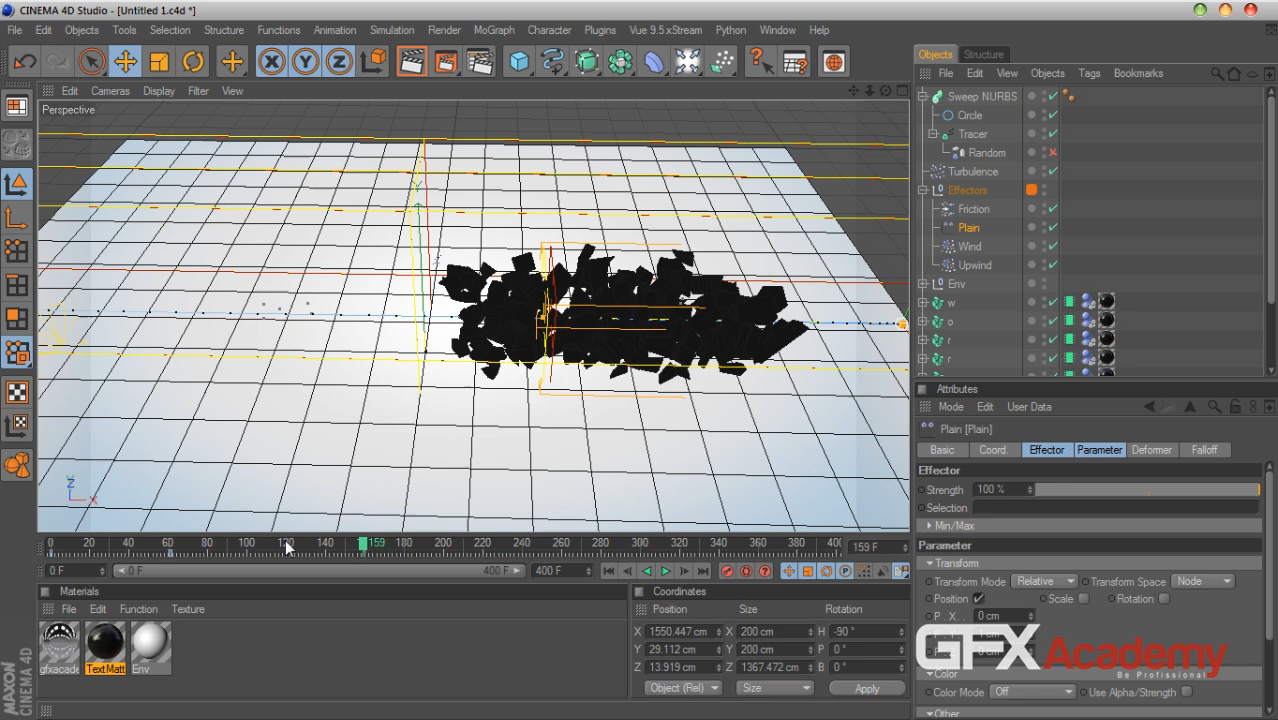 CINEMA 4D Studio - [Untitled 1.c4d *]
File Edit Objects Tools Selection Structure Functions Animation Simulation Render MoGraph Character Plugins Vue 9.5 xStream Python Window Help
X Y Z
Objects Structure
File Edit View Objects Tags Bookmarks
Edit Cameras Display Filter View
Perspective
Sweep NURBS
Circle
Tracer
Random
Turbulence
Effectors
Friction
Plain
Wind
Upwind
Env
w
o
r
r
Attributes
Mode Edit User Data
Plain [Plain]
Basic Coord. Effector Parameter Deformer Falloff
Effector
Strength 100 %
Selection
Min/Max
Parameter
Transform
Transform Mode Relative Transform Space Node
Position Scale Rotation
P . X . . 0 cm
Color
Color Mode Off Use Alpha/Strength
Other
Z
X
0 20 40 60 80 100 120 140 159 180 200 220 240 260 280 300 320 340 360 380 400 159 F
0 F 0 F 400 F 400 F
Materials
File Edit Function Texture
gfxacade TextMatt Env
Coordinates
Position Size Rotation
X 1550.447 cm X 200 cm H -90 °
Y 29.112 cm Y 200 cm P 0 °
Z 13.919 cm Z 1367.472 cm B 0 °
Object (Rel) Size Apply
MAXON
CINEMA 4D
GFXAcademy
Be Professional